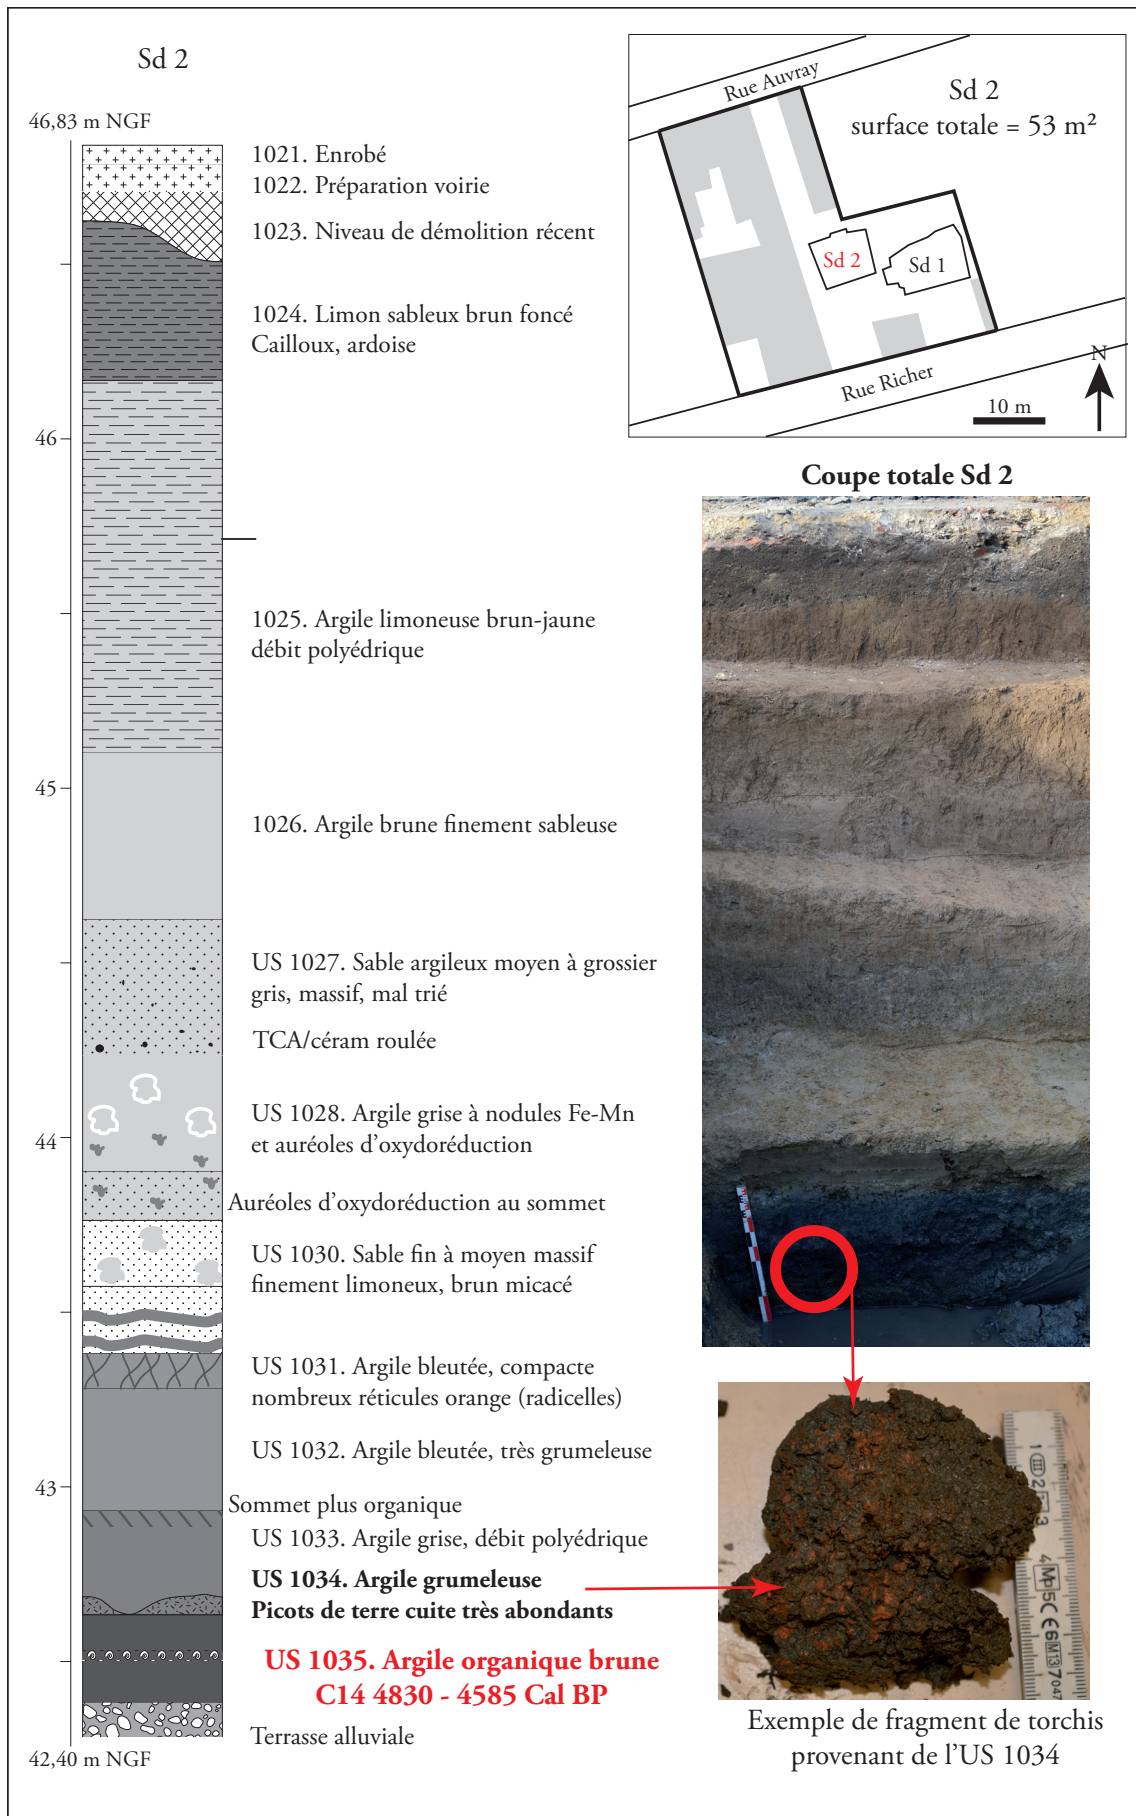 Sd 2
46,83 m NGF
1021. Enrobé
1022. Préparation voirie
1023. Niveau de démolition récent
1024. Limon sableux brun foncé
Cailloux, ardoise
46
1025. Argile limoneuse brun-jaune
débit polyédrique
45
1026. Argile brune finement sableuse
US 1027. Sable argileux moyen à grossier
gris, massif, mal trié
TCA/céram roulée
US 1028. Argile grise à nodules Fe-Mn
et auréoles d'oxydoréduction
44
Auréoles d'oxydoréduction au sommet
US 1030. Sable fin à moyen massif
finement limoneux, brun micacé
US 1031. Argile bleutée, compacte
nombreux réticules orange (radicelles)
US 1032. Argile bleutée, très grumeleuse
43
Sommet plus organique
US 1033. Argile grise, débit polyédrique
US 1034. Argile grumeleuse
Picots de terre cuite très abondants
US 1035. Argile organique brune
C14 4830 - 4585 Cal BP
Terrasse alluviale
42,40 m NGF
Rue Auvray
Sd 2
surface totale = 53 m²
Sd 2
Sd 1
Rue Richer
N
10 m
Coupe totale Sd 2
1
2
3
4
5
6
7
Exemple de fragment de torchis
provenant de l'US 1034